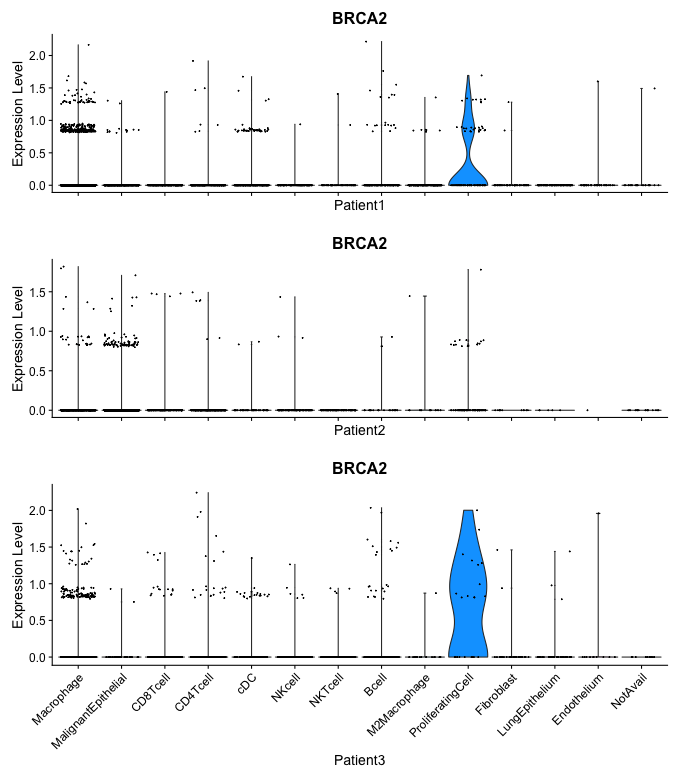 BRCA2
Expression Level
2.0
1.5
1.0
0.5
0.0
Patient1
BRCA2
Expression Level
1.5
1.0
0.5
0.0
Patient2
BRCA2
Expression Level
2.0
1.5
1.0
0.5
0.0
Macrophage
MalignantEpithelial
CD8Tcell
CD4Tcell
cDC
NKcell
NKTcell
Bcell
M2Macrophage
ProliferatingCell
Fibroblast
LungEpithelium
Endothelium
NotAvail
Patient3